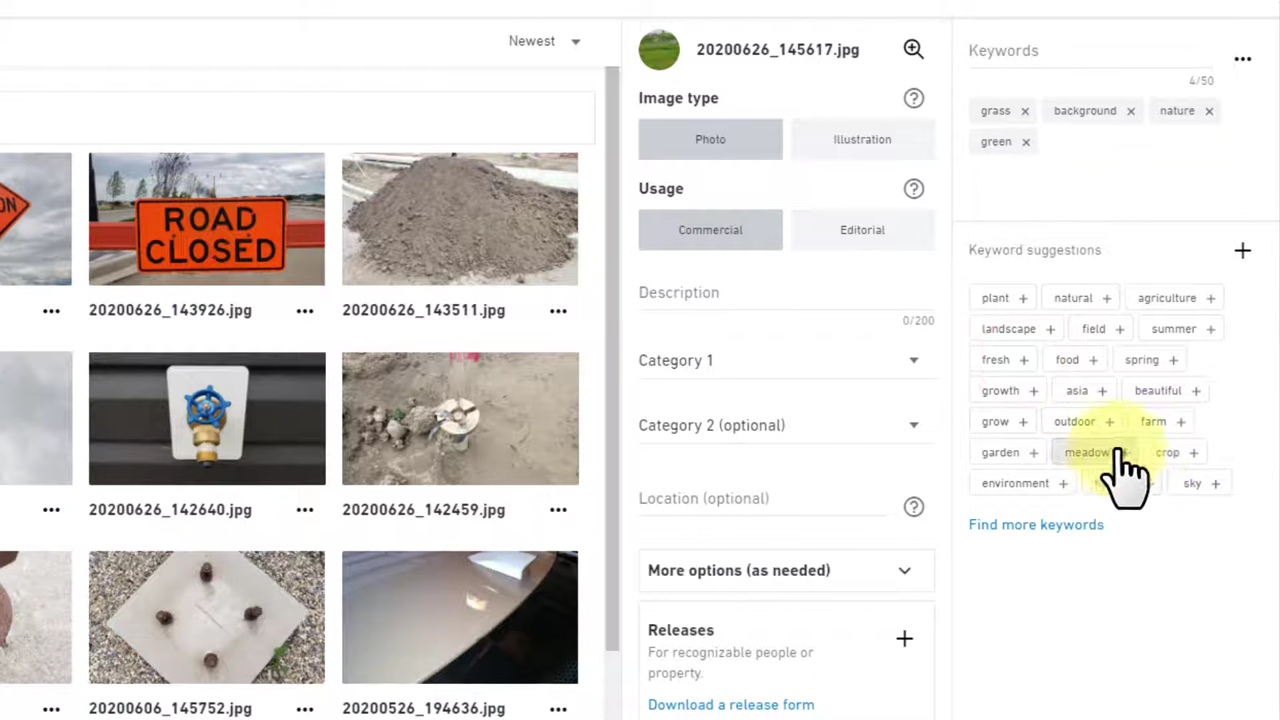 Newest
ON
ROAD
CLOSED
20200626_143926.jpg
20200626_143511.jpg
20200626_142640.jpg
20200626_142459.jpg
20200606_145752.jpg
20200526_194636.jpg
20200626_145617.jpg
Image type
Photo
Illustration
Usage
Commercial
Editorial
Description
0/200
Category 1
Category 2 (optional)
Location (optional)
More options (as needed)
Releases
For recognizable people or
property.
Download a release form
Keywords
4/50
grass × background × nature ×
green ×
Keyword suggestions
plant + natural + agriculture +
landscape + field + summer +
fresh + food + spring +
growth + asia + beautiful +
grow + outdoor + farm +
garden + meadow crop +
environment + sky +
Find more keywords